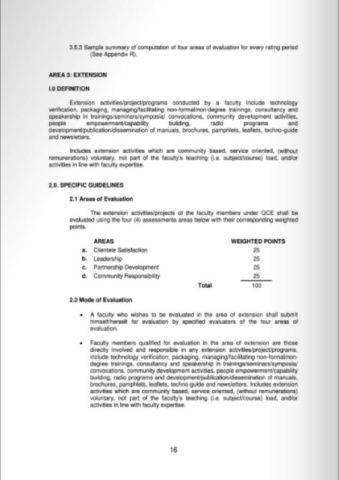 3.5.3 Sample summary of computation of four areas of evaluation for every rating period
(See Appendix R).
AREA 3: EXTENSION
I.0 DEFINITION
Extension activities/project/programs conducted by a faculty include technology
verification, packaging, managing/facilitating non-formal/non-degree trainings, consultancy and
speakership in trainings/seminars/symposia/ convocations, community development activities,
people empowerment/capability building, radio programs and
development/publication/dissemination of manuals, brochures, pamphlets, leaflets, techno-guide
and newsletters.
Includes extension activities which are community based, service oriented, (without
remunerations) voluntary, not part of the faculty's teaching (i.e. subject/course) load, and/or
activities in line with faculty expertise.
2.0. SPECIFIC GUIDELINES
2.1 Areas of Evaluation
The extension activities/projects of the faculty members under QCE shall be
evaluated using the four (4) assessments areas below with their corresponding weighted
points.
AREAS WEIGHTED POINTS
a. Clientele Satisfaction 25
b. Leadership 25
c. Partnership Development 25
d. Community Responsibility 25
Total 100
2.2 Mode of Evaluation
• A faculty who wishes to be evaluated in the area of extension shall submit
himself/herself for evaluation by specified evaluators of the four areas of
evaluation.
• Faculty members qualified for evaluation in the area of extension are those
directly involved and responsible in any extension activities/project/programs,
include technology verification, packaging, managing/facilitating non-formal/non-
degree trainings, consultancy and speakership in trainings/seminars/symposia/
convocations, community development activities, people empowerment/capability
building, radio programs and development/publication/dissemination of manuals,
brochures, pamphlets, leaflets, techno-guide and newsletters. Includes extension
activities which are community based, service oriented, (without remunerations)
voluntary, not part of the faculty's teaching (i.e. subject/course) load, and/or
activities in line with faculty expertise.
16